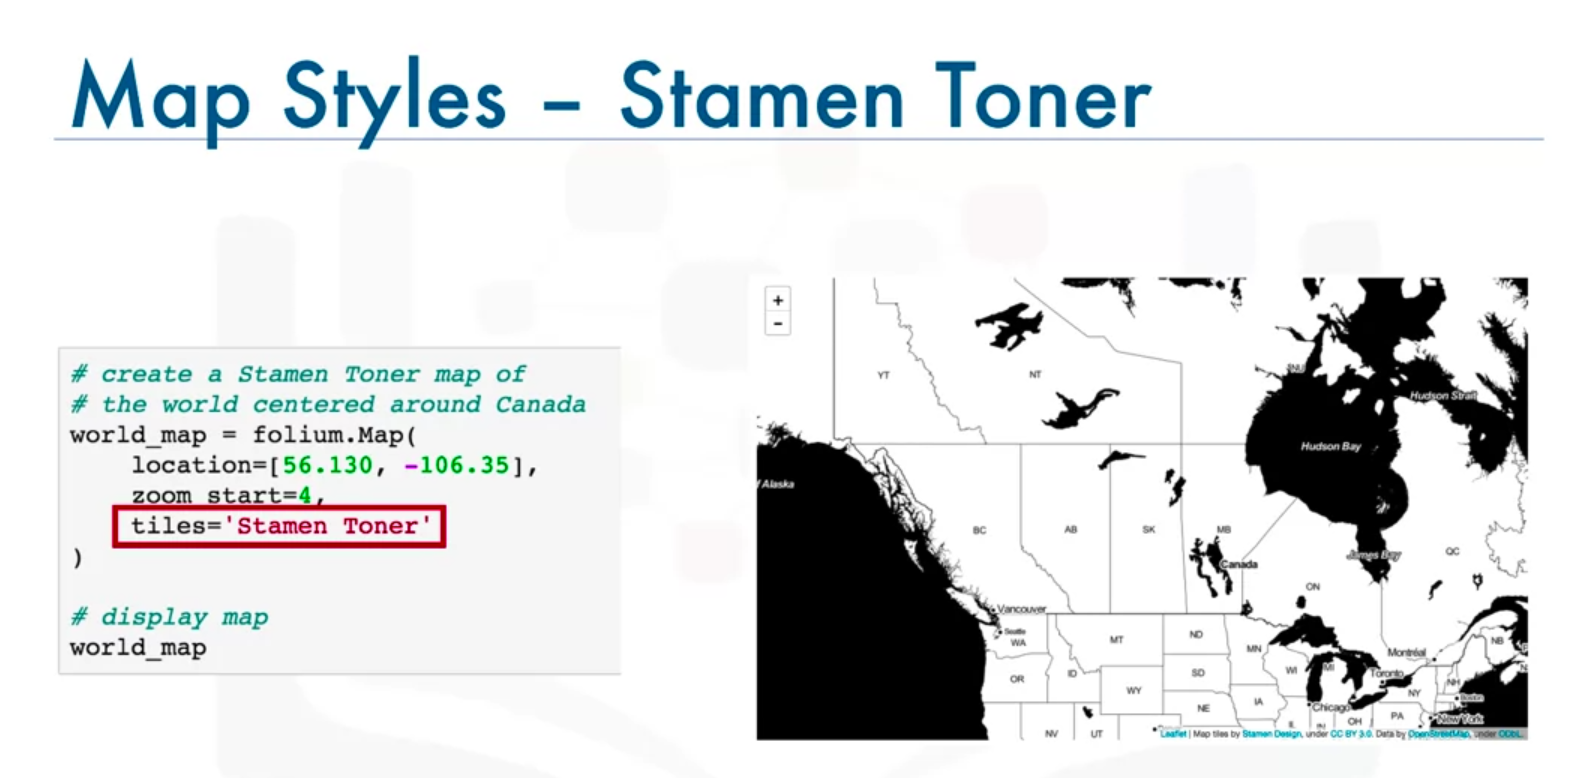 Map Styles – Stamen Toner
# create a Stamen Toner map of
# the world centered around Canada
world_map = folium.Map(
location=[56.130, -106.35],
zoom_start=4,
tiles='Stamen Toner'
)
# display map
world_map
+
-
YT
NT
NU
Hudson Strait
Hudson Bay
Alaska
BC
AB
SK
MB
Canada
James Bay
QC
ON
Vancouver
Seattle
WA
MT
ND
MN
Montréal
NB
OR
ID
SD
WI
MI
Toronto
NH
WY
NY
Boston
NE
IA
Chicago
PA
New York
NV
UT
IL
IN
OH
Leaflet | Map tiles by Stamen Design, under CC BY 3.0. Data by OpenStreetMap, under ODbL.